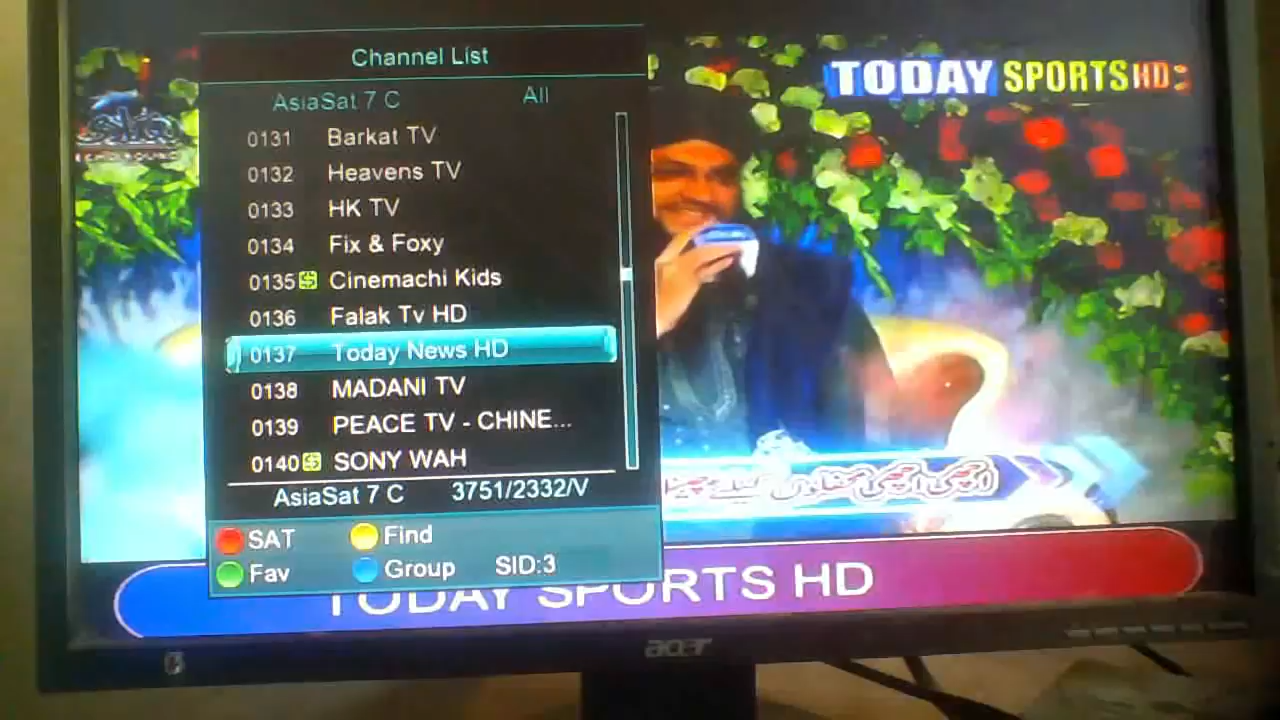 Channel List
AsiaSat 7 C All
0131 Barkat TV
0132 Heavens TV
0133 HK TV
0134 Fix & Foxy
0135 $ Cinemachi Kids
0136 Falak Tv HD
0137 Today News HD
0138 MADANI TV
0139 PEACE TV - CHINE...
0140 $ SONY WAH
AsiaSat 7 C 3751/2332/V
SAT Find
Fav Group SID:3
TODAY SPORTS HD
TODAY SPORTS HD
acer